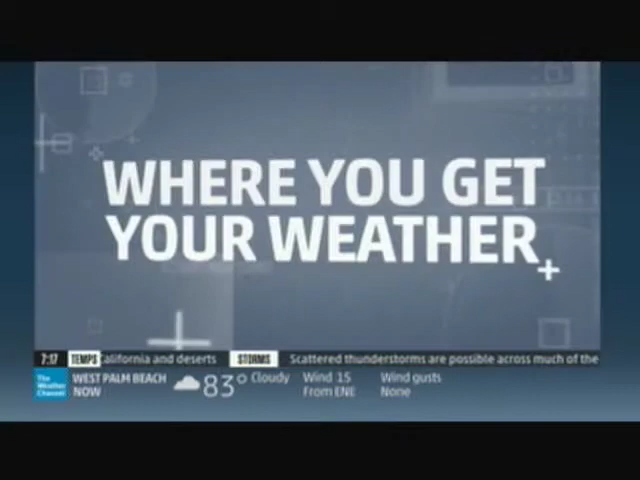 WHERE YOU GET
YOUR WEATHER
7:17 TEMPS California and deserts STORMS Scattered thunderstorms are possible across much of the
The Weather Channel
WEST PALM BEACH
NOW
83° Cloudy
Wind 15
From ENE
Wind gusts
None